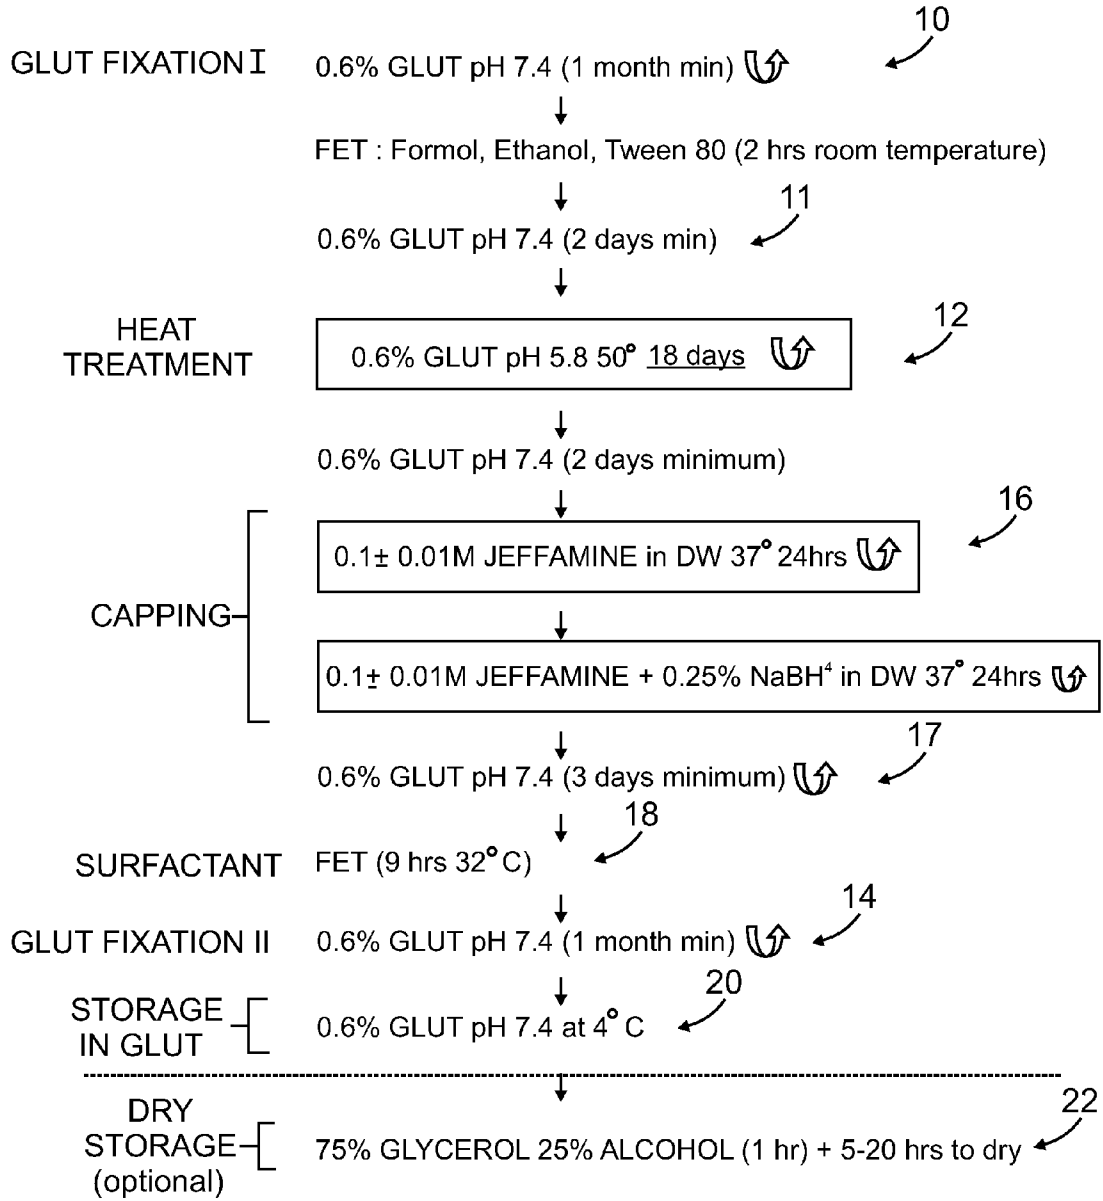 10
GLUT FIXATION I 0.6% GLUT pH 7.4 (1 month min)
FET : Formol, Ethanol, Tween 80 (2 hrs room temperature)
11
0.6% GLUT pH 7.4 (2 days min)
12
HEAT
TREATMENT
0.6% GLUT pH 5.8 50° 18 days
0.6% GLUT pH 7.4 (2 days minimum)
16
0.1± 0.01M JEFFAMINE in DW 37° 24hrs
CAPPING
0.1± 0.01M JEFFAMINE + 0.25% NaBH⁴ in DW 37° 24hrs
17
0.6% GLUT pH 7.4 (3 days minimum)
18
SURFACTANT FET (9 hrs 32° C)
14
GLUT FIXATION II 0.6% GLUT pH 7.4 (1 month min)
20
STORAGE
IN GLUT
0.6% GLUT pH 7.4 at 4° C
22
DRY
STORAGE
(optional)
75% GLYCEROL 25% ALCOHOL (1 hr) + 5-20 hrs to dry